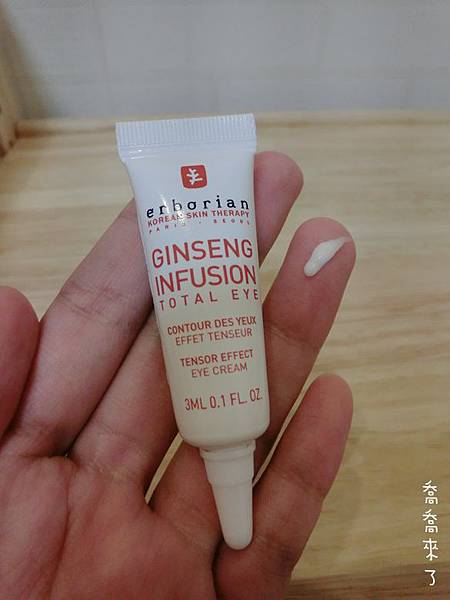 erborian
KOREAN SKIN THERAPY
PARIS - SEOUL
GINSENG
INFUSION
TOTAL EYE
CONTOUR DES YEUX
EFFET TENSEUR
TENSOR EFFECT
EYE CREAM
3ML 0.1 FL. OZ.
喬喬來了